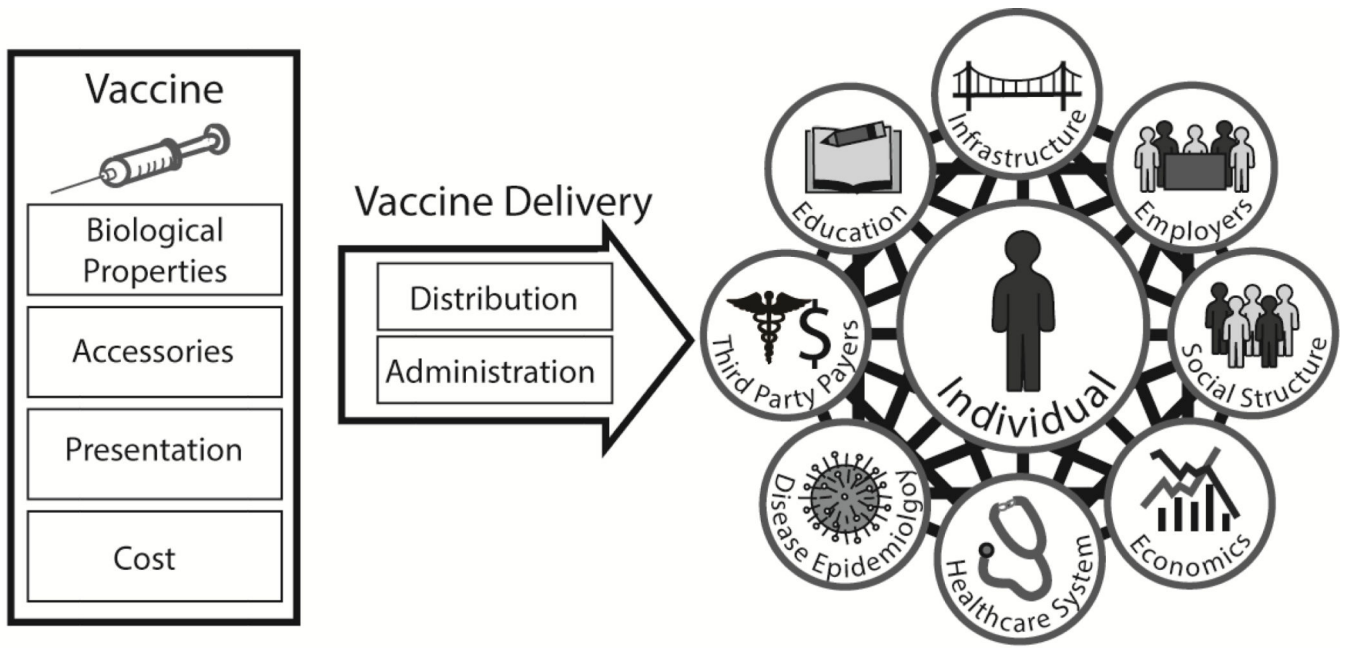 Vaccine
Biological
Properties
Accessories
Presentation
Cost
Vaccine Delivery
Distribution
Administration
Infrastructure
Education
Employers
Third Party Payers
$
Individual
Social Structure
Disease Epidemiolgoy
Healthcare System
Economics